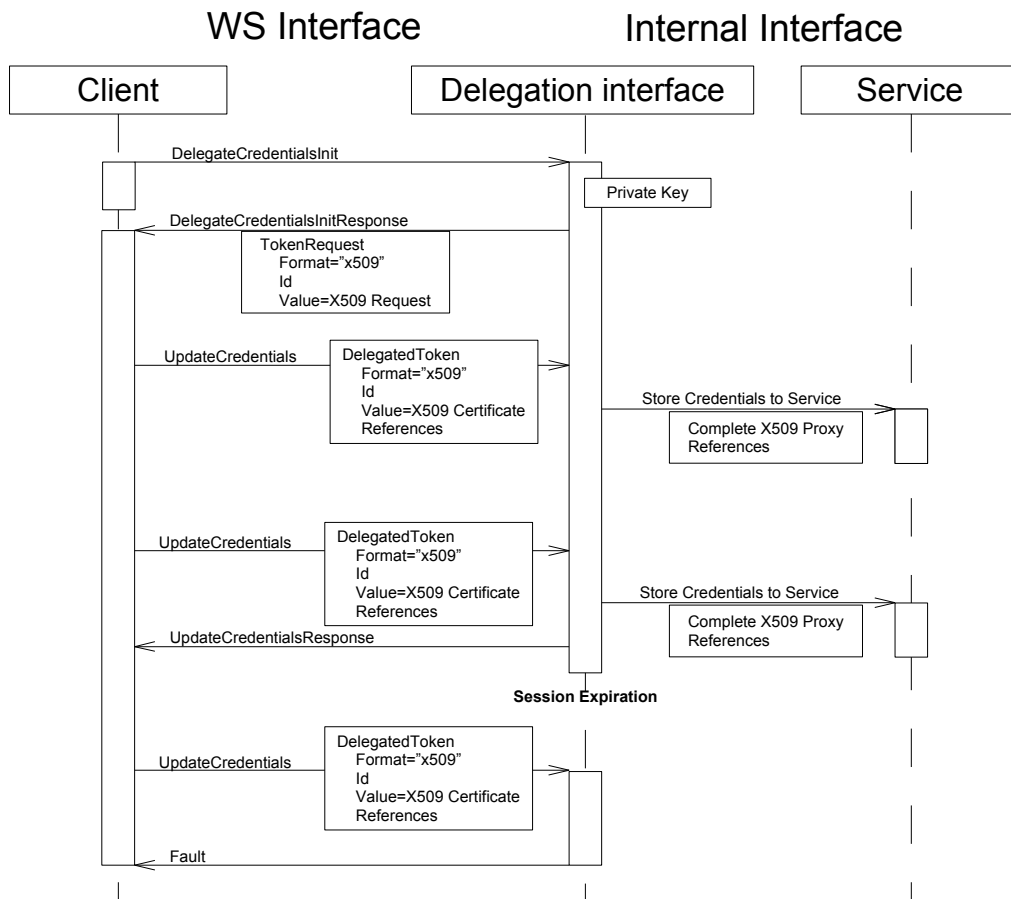 WS Interface
Internal Interface
Client
Delegation interface
Service
DelegateCredentialsInit
Private Key
DelegateCredentialsInitResponse
TokenRequest
Format=”x509”
Id
Value=X509 Request
UpdateCredentials
DelegatedToken
Format=”x509”
Id
Value=X509 Certificate
References
Store Credentials to Service
Complete X509 Proxy
References
UpdateCredentials
DelegatedToken
Format=”x509”
Id
Value=X509 Certificate
References
Store Credentials to Service
Complete X509 Proxy
References
UpdateCredentialsResponse
Session Expiration
UpdateCredentials
DelegatedToken
Format=”x509”
Id
Value=X509 Certificate
References
Fault